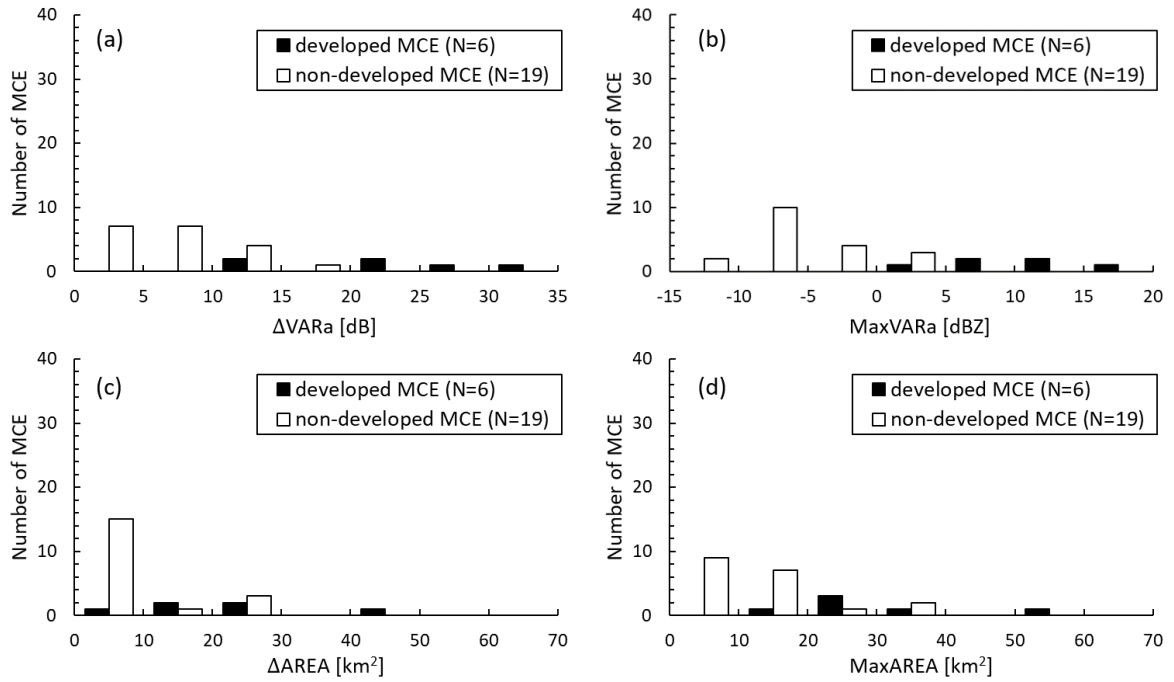 (a)
developed MCE (N=6)
non-developed MCE (N=19)
Number of MCE
40
30
20
10
0
0 5 10 15 20 25 30 35
ΔVARa [dB]
(b)
developed MCE (N=6)
non-developed MCE (N=19)
Number of MCE
40
30
20
10
0
-15 -10 -5 0 5 10 15 20
MaxVARa [dBZ]
(c)
developed MCE (N=6)
non-developed MCE (N=19)
Number of MCE
40
30
20
10
0
0 10 20 30 40 50 60 70
ΔAREA [km²]
(d)
developed MCE (N=6)
non-developed MCE (N=19)
Number of MCE
40
30
20
10
0
0 10 20 30 40 50 60 70
MaxAREA [km²]